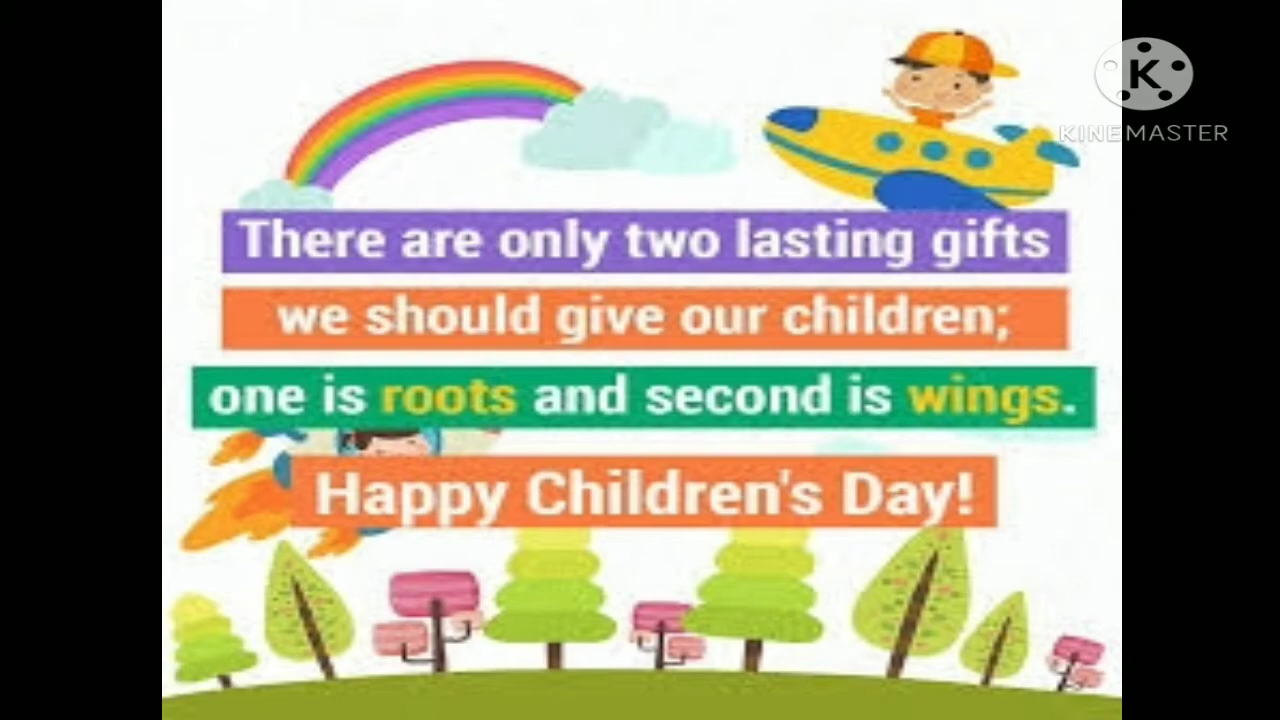 K
KINEMASTER
There are only two lasting gifts
we should give our children;
one is roots and second is wings.
Happy Children's Day!